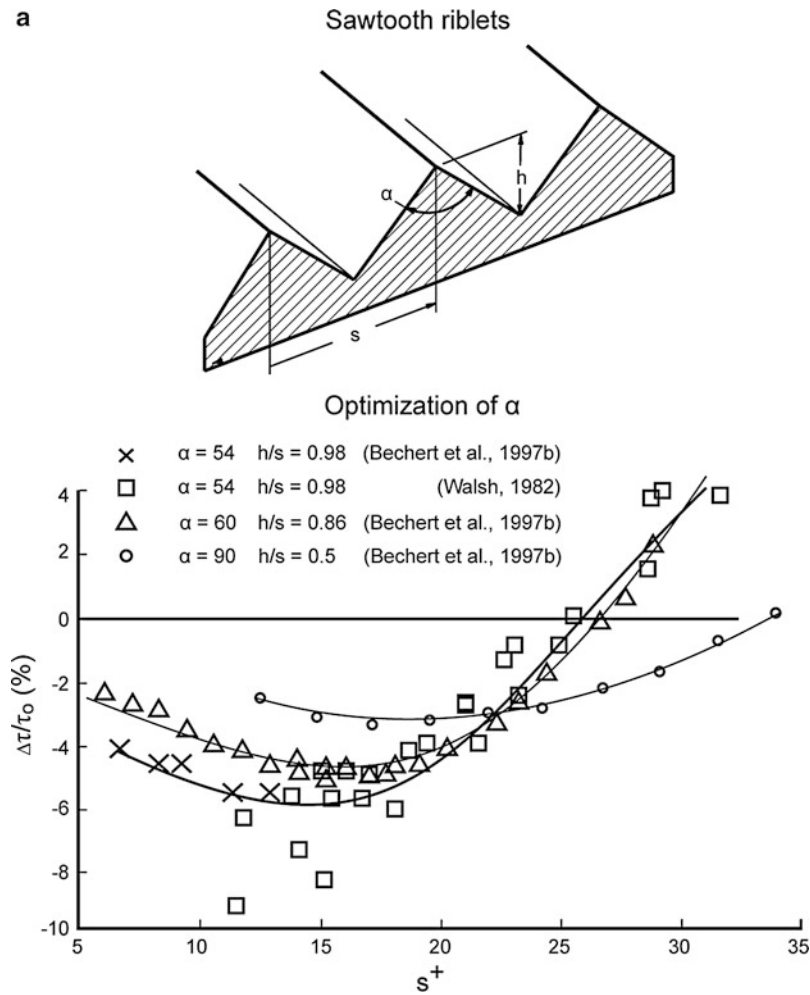 a
Sawtooth riblets
h
α
s
Optimization of α
α = 54 h/s = 0.98 (Bechert et al., 1997b)
α = 54 h/s = 0.98 (Walsh, 1982)
α = 60 h/s = 0.86 (Bechert et al., 1997b)
α = 90 h/s = 0.5 (Bechert et al., 1997b)
4
2
0
-2
-4
-6
-8
-10
Δτ/τo (%)
5 10 15 20 25 30 35
s+